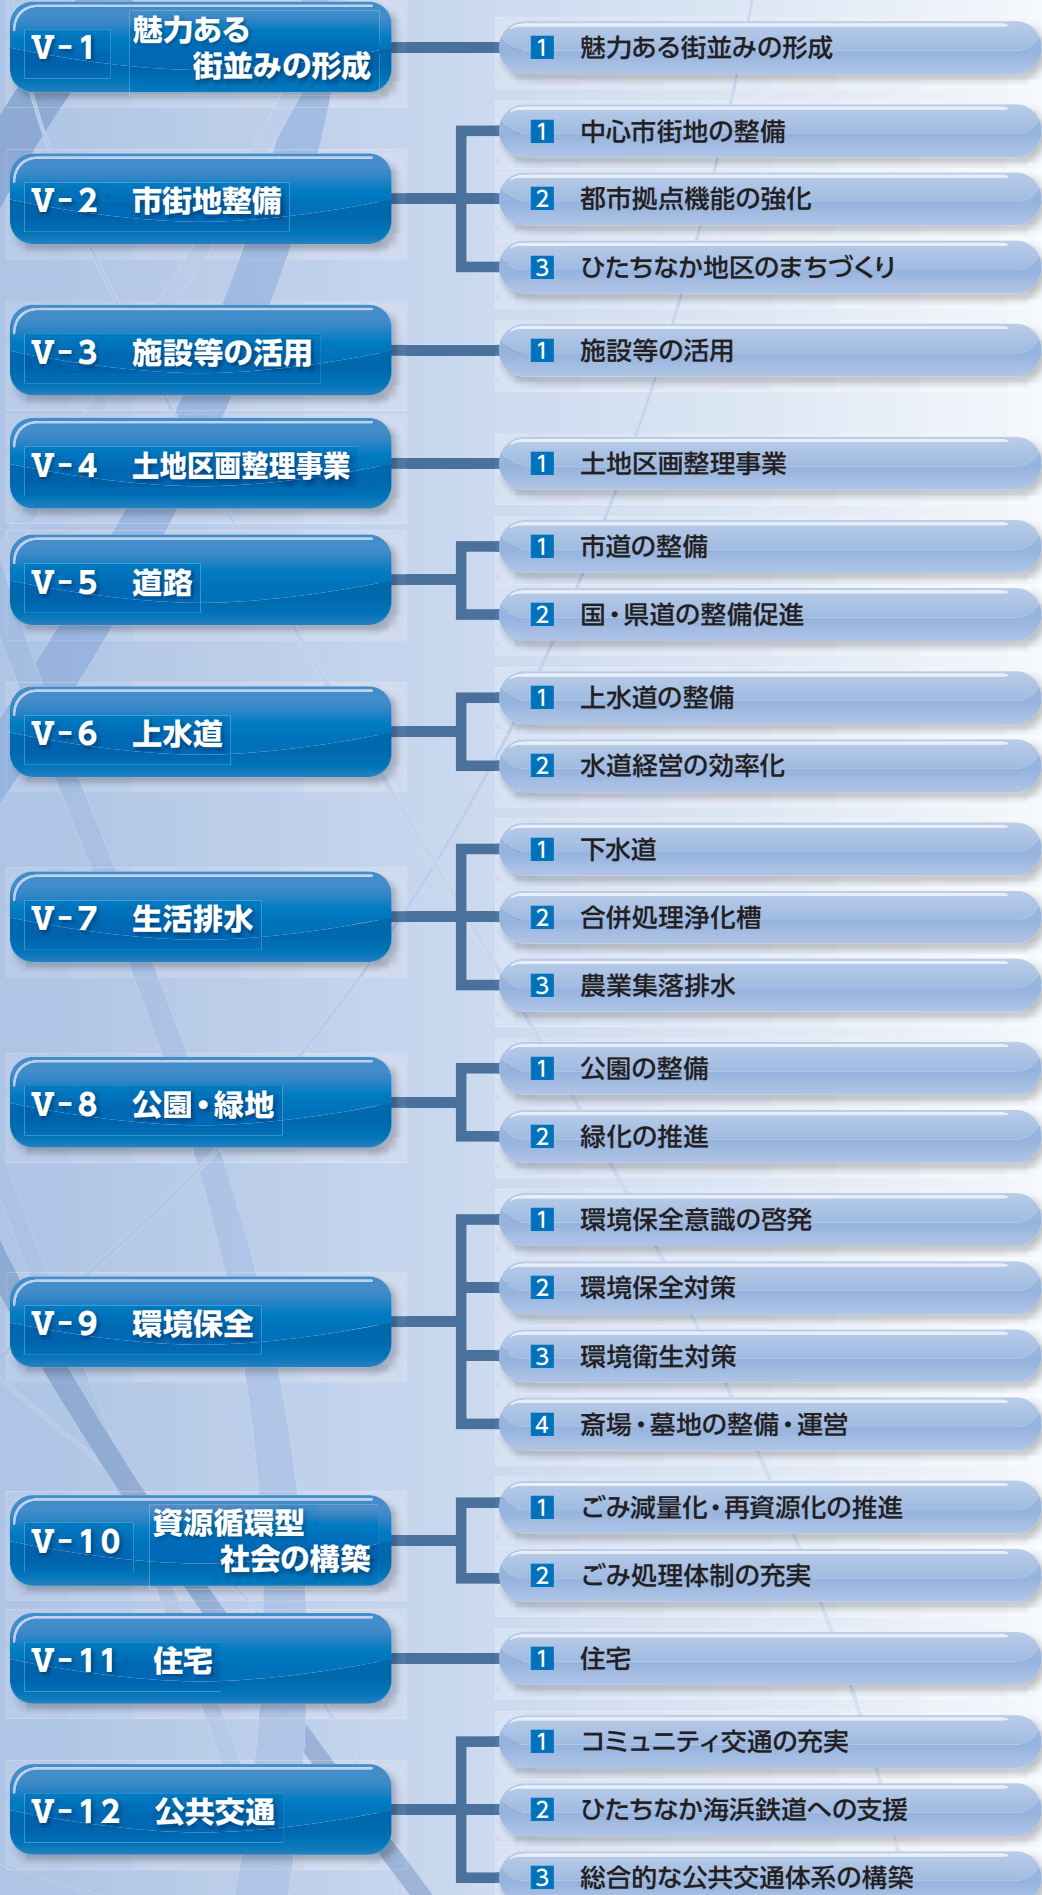 V-1 魅力ある
街並みの形成
1 魅力ある街並みの形成
V-2 市街地整備
1 中心市街地の整備
2 都市拠点機能の強化
3 ひたちなか地区のまちづくり
V-3 施設等の活用
1 施設等の活用
V-4 土地区画整理事業
1 土地区画整理事業
V-5 道路
1 市道の整備
2 国・県道の整備促進
V-6 上水道
1 上水道の整備
2 水道経営の効率化
V-7 生活排水
1 下水道
2 合併処理浄化槽
3 農業集落排水
V-8 公園・緑地
1 公園の整備
2 緑化の推進
V-9 環境保全
1 環境保全意識の啓発
2 環境保全対策
3 環境衛生対策
4 斎場・墓地の整備・運営
V-10 資源循環型
社会の構築
1 ごみ減量化・再資源化の推進
2 ごみ処理体制の充実
V-11 住宅
1 住宅
V-12 公共交通
1 コミュニティ交通の充実
2 ひたちなか海浜鉄道への支援
3 総合的な公共交通体系の構築